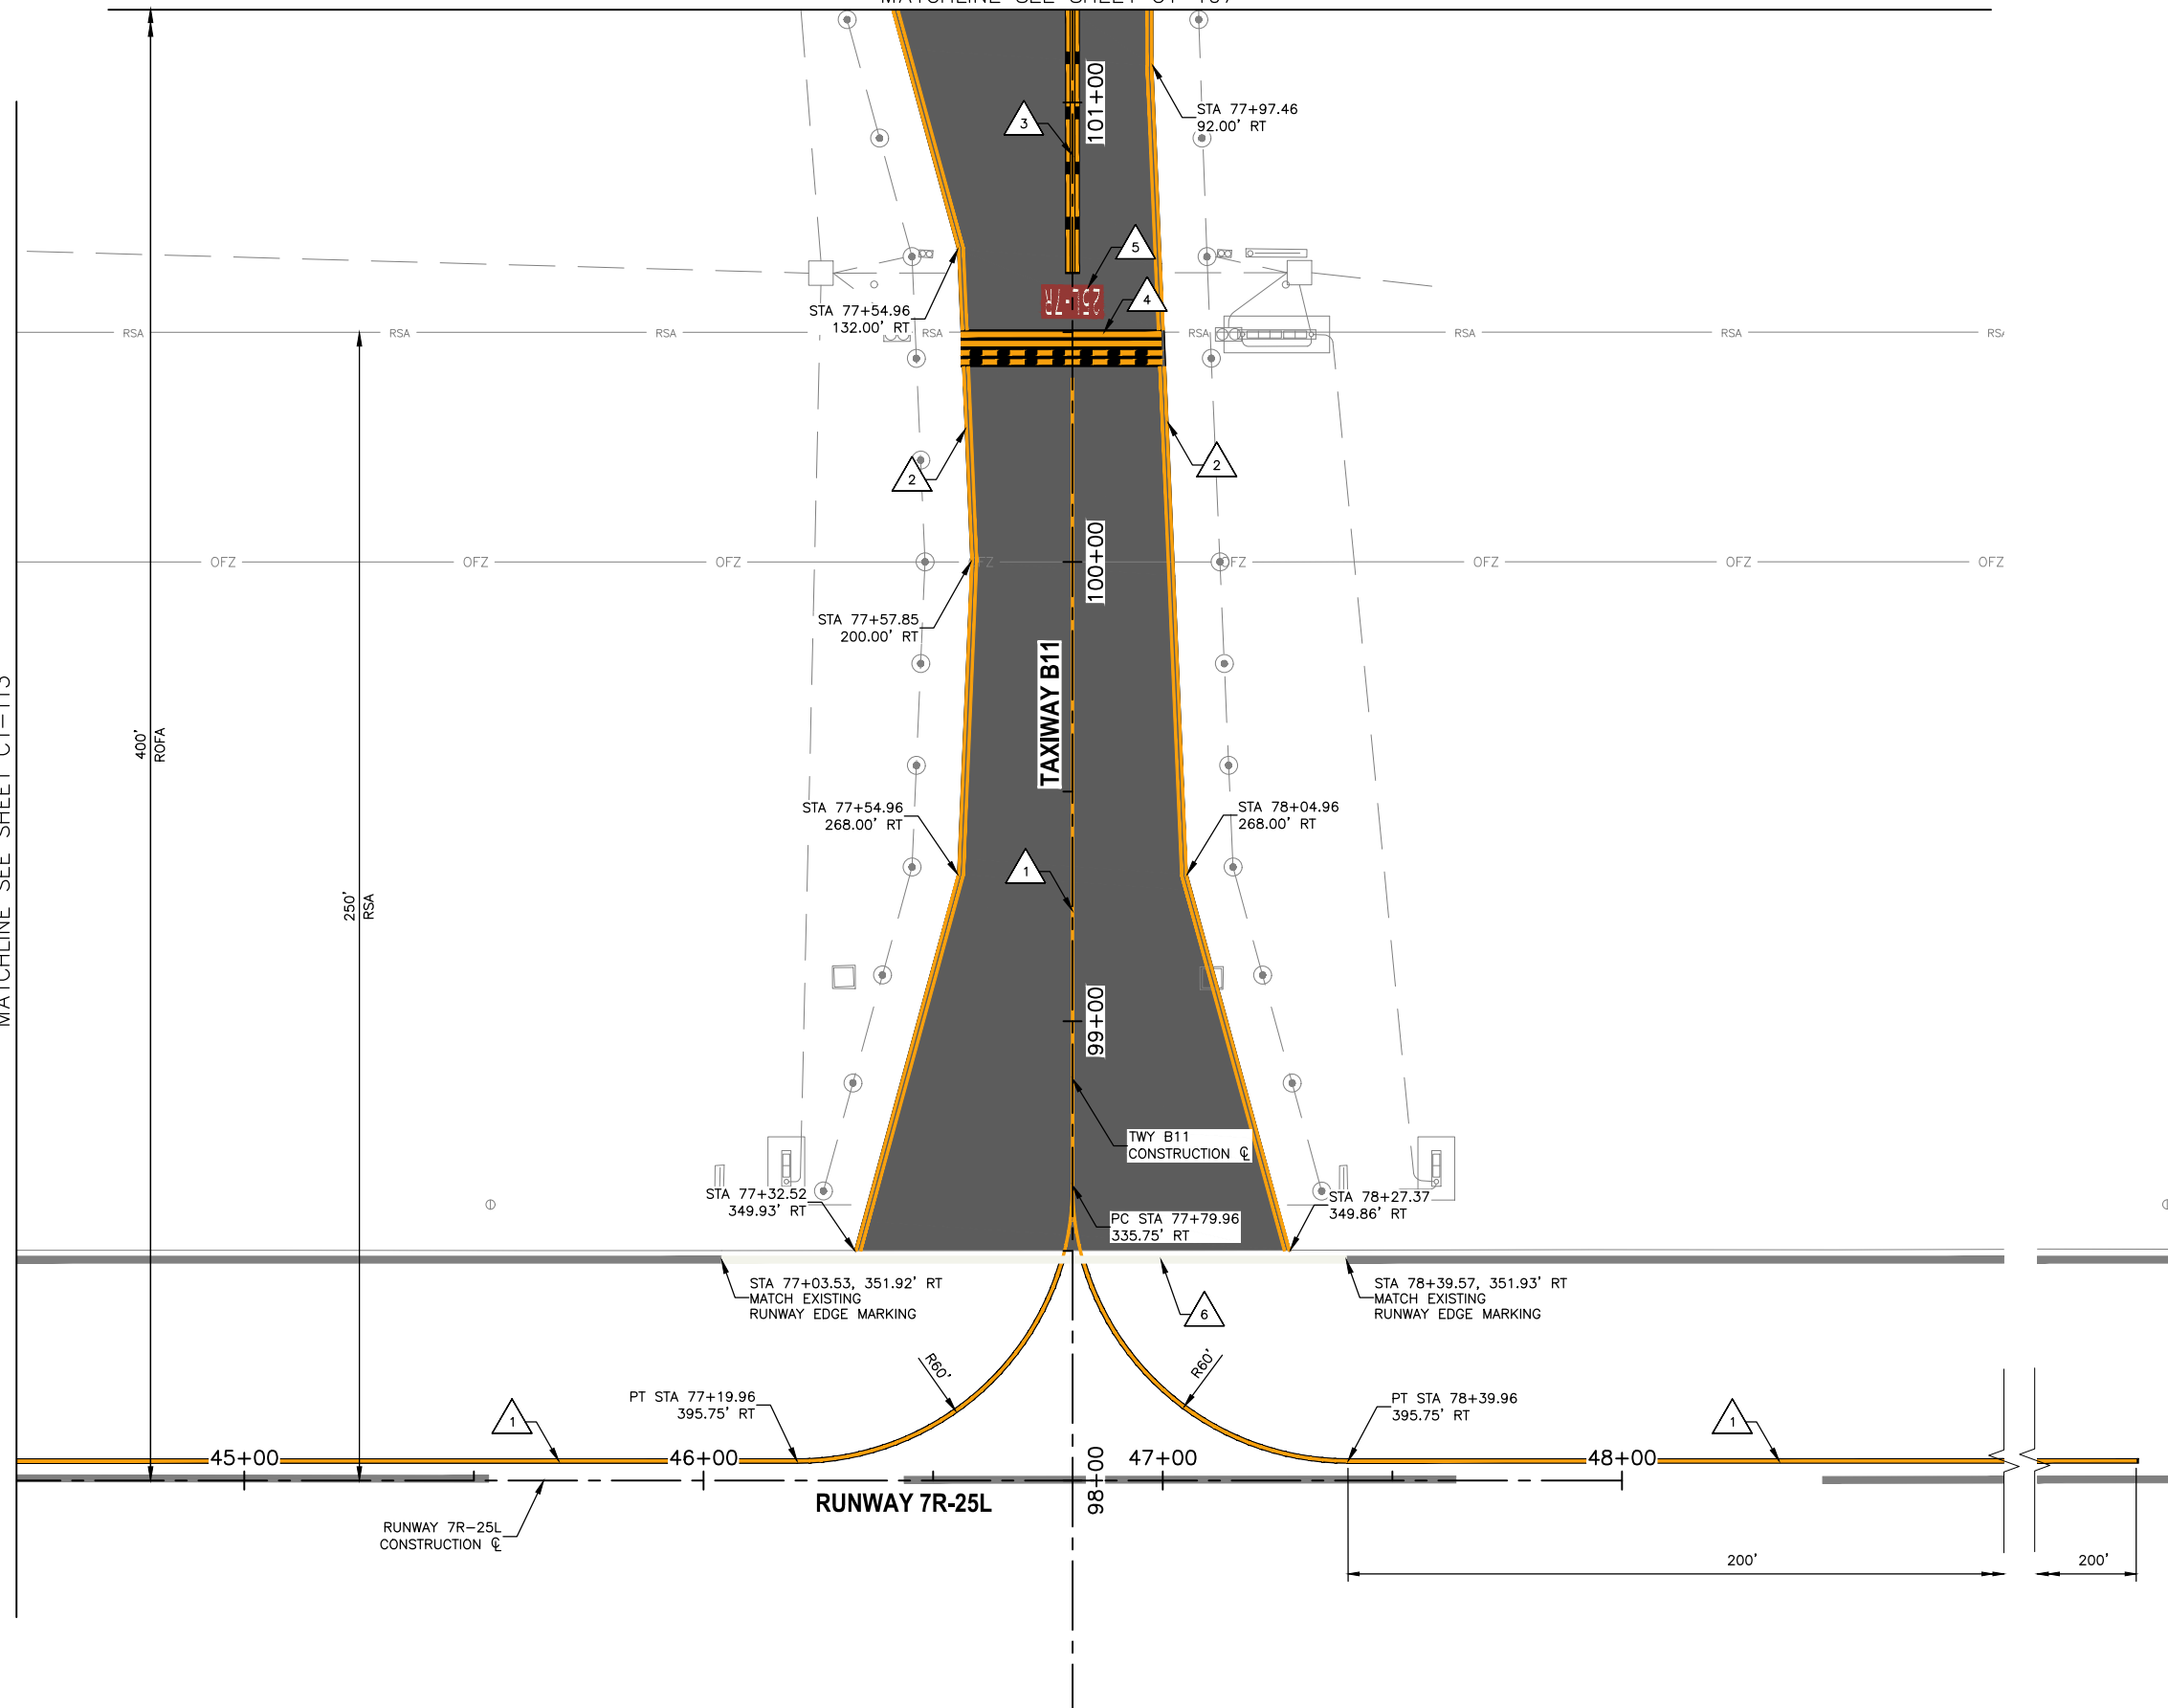 101+00
3
STA 77+97.46
92.00' RT
5
25L-7R
4
STA 77+54.96
132.00' RT
RSA
RSA
RSA
RSA
RSA
RSA
RSA
2
2
100+00
OFZ
OFZ
OFZ
OFZ
OFZ
OFZ
OFZ
STA 77+57.85
200.00' RT
TAXIWAY B11
400'
ROFA
250'
RSA
STA 77+54.96
268.00' RT
STA 78+04.96
268.00' RT
1
MATCHLINE SEE SHEET
99+00
TWY B11
CONSTRUCTION ℄
STA 77+32.52
349.93' RT
PC STA 77+79.96
335.75' RT
STA 78+27.37
349.86' RT
STA 77+03.53, 351.92' RT
MATCH EXISTING
RUNWAY EDGE MARKING
6
STA 78+39.57, 351.93' RT
MATCH EXISTING
RUNWAY EDGE MARKING
R60'
R60'
PT STA 77+19.96
395.75' RT
PT STA 78+39.96
395.75' RT
1
1
45+00
46+00
47+00
48+00
98+00
RUNWAY 7R-25L
RUNWAY 7R-25L
CONSTRUCTION ℄
200'
200'